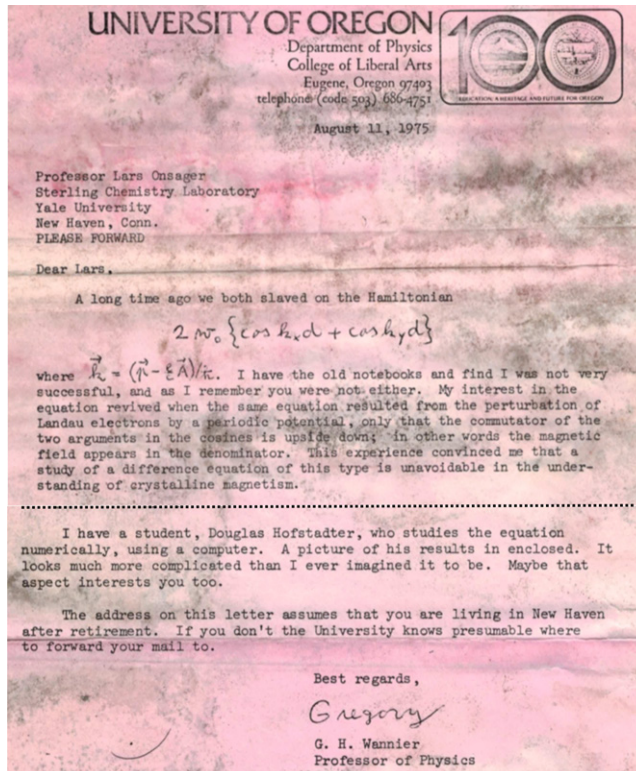 UNIVERSITY OF OREGON
Department of Physics
College of Liberal Arts
Eugene, Oregon 97403
telephone (code 503) 686-4751
100
EDUCATION: A HERITAGE AND FUTURE FOR OREGON
August 11, 1975
Professor Lars Onsager
Sterling Chemistry Laboratory
Yale University
New Haven, Conn.
PLEASE FORWARD
Dear Lars,
A long time ago we both slaved on the Hamiltonian
2 w₀ {cos kₓd + cos kᵧd}
where k⃗ = (p⃗ - e/c A⃗)/ħ. I have the old notebooks and find I was not very
successful, and as I remember you were not either. My interest in the
equation revived when the same equation resulted from the perturbation of
Landau electrons by a periodic potential, only that the commutator of the
two arguments in the cosines is upside down; in other words the magnetic
field appears in the denominator. This experience convinced me that a
study of a difference equation of this type is unavoidable in the under-
standing of crystalline magnetism.
I have a student, Douglas Hofstadter, who studies the equation
numerically, using a computer. A picture of his results in enclosed. It
looks much more complicated than I ever imagined it to be. Maybe that
aspect interests you too.
The address on this letter assumes that you are living in New Haven
after retirement. If you don't the University knows presumable where
to forward your mail to.
Best regards,
Gregory
G. H. Wannier
Professor of Physics